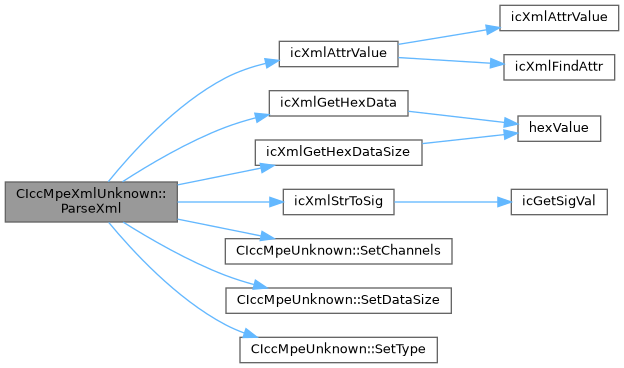 CIccMpeXmlUnknown::
ParseXml
icXmlAttrValue
icXmlAttrValue
icXmlFindAttr
icXmlGetHexData
hexValue
icXmlGetHexDataSize
icXmlStrToSig
icGetSigVal
CIccMpeUnknown::SetChannels
CIccMpeUnknown::SetDataSize
CIccMpeUnknown::SetType